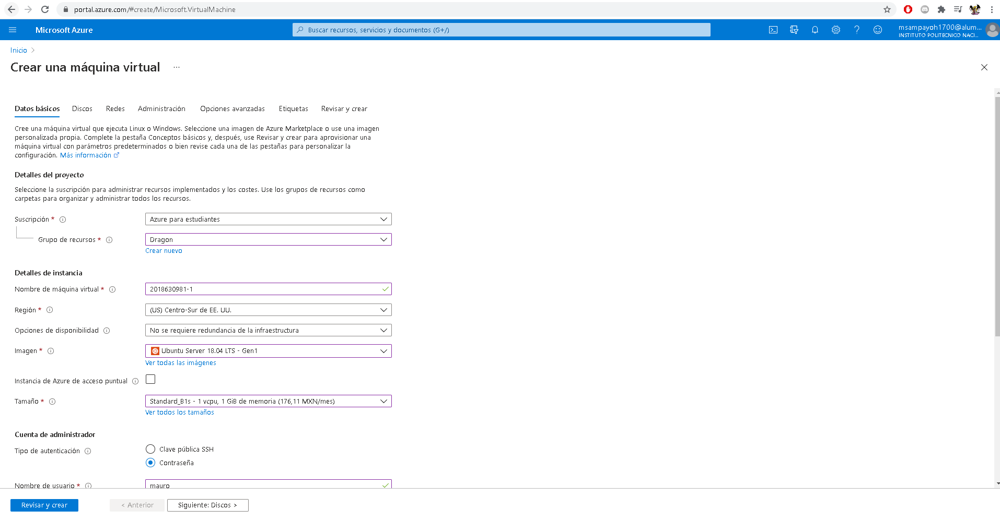 portal.azure.com/#create/Microsoft.VirtualMachine
Microsoft Azure
Buscar recursos, servicios y documentos (G+/)
msampayoh1700@alum...
INSTITUTO POLITECNICO NACI...
Inicio >
Crear una máquina virtual ...
Datos básicos Discos Redes Administración Opciones avanzadas Etiquetas Revisar y crear
Cree una máquina virtual que ejecuta Linux o Windows. Seleccione una imagen de Azure Marketplace o use una imagen
personalizada propia. Complete la pestaña Conceptos básicos y, después, use Revisar y crear para aprovisionar una
máquina virtual con parámetros predeterminados o bien revise cada una de las pestañas para personalizar la
configuración. Más información
Detalles del proyecto
Seleccione la suscripción para administrar recursos implementados y los costes. Use los grupos de recursos como
carpetas para organizar y administrar todos los recursos.
Suscripción * Azure para estudiantes
Grupo de recursos * Dragon
Crear nuevo
Detalles de instancia
Nombre de máquina virtual * 2018630981-1
Región * (US) Centro-Sur de EE. UU.
Opciones de disponibilidad No se requiere redundancia de la infraestructura
Imagen * Ubuntu Server 18.04 LTS - Gen1
Ver todas las imágenes
Instancia de Azure de acceso puntual
Tamaño * Standard_B1s - 1 vcpu, 1 GiB de memoria (176,11 MXN/mes)
Ver todos los tamaños
Cuenta de administrador
Tipo de autenticación Clave pública SSH
Contraseña
Nombre de usuario * mauro
Revisar y crear < Anterior Siguiente: Discos >